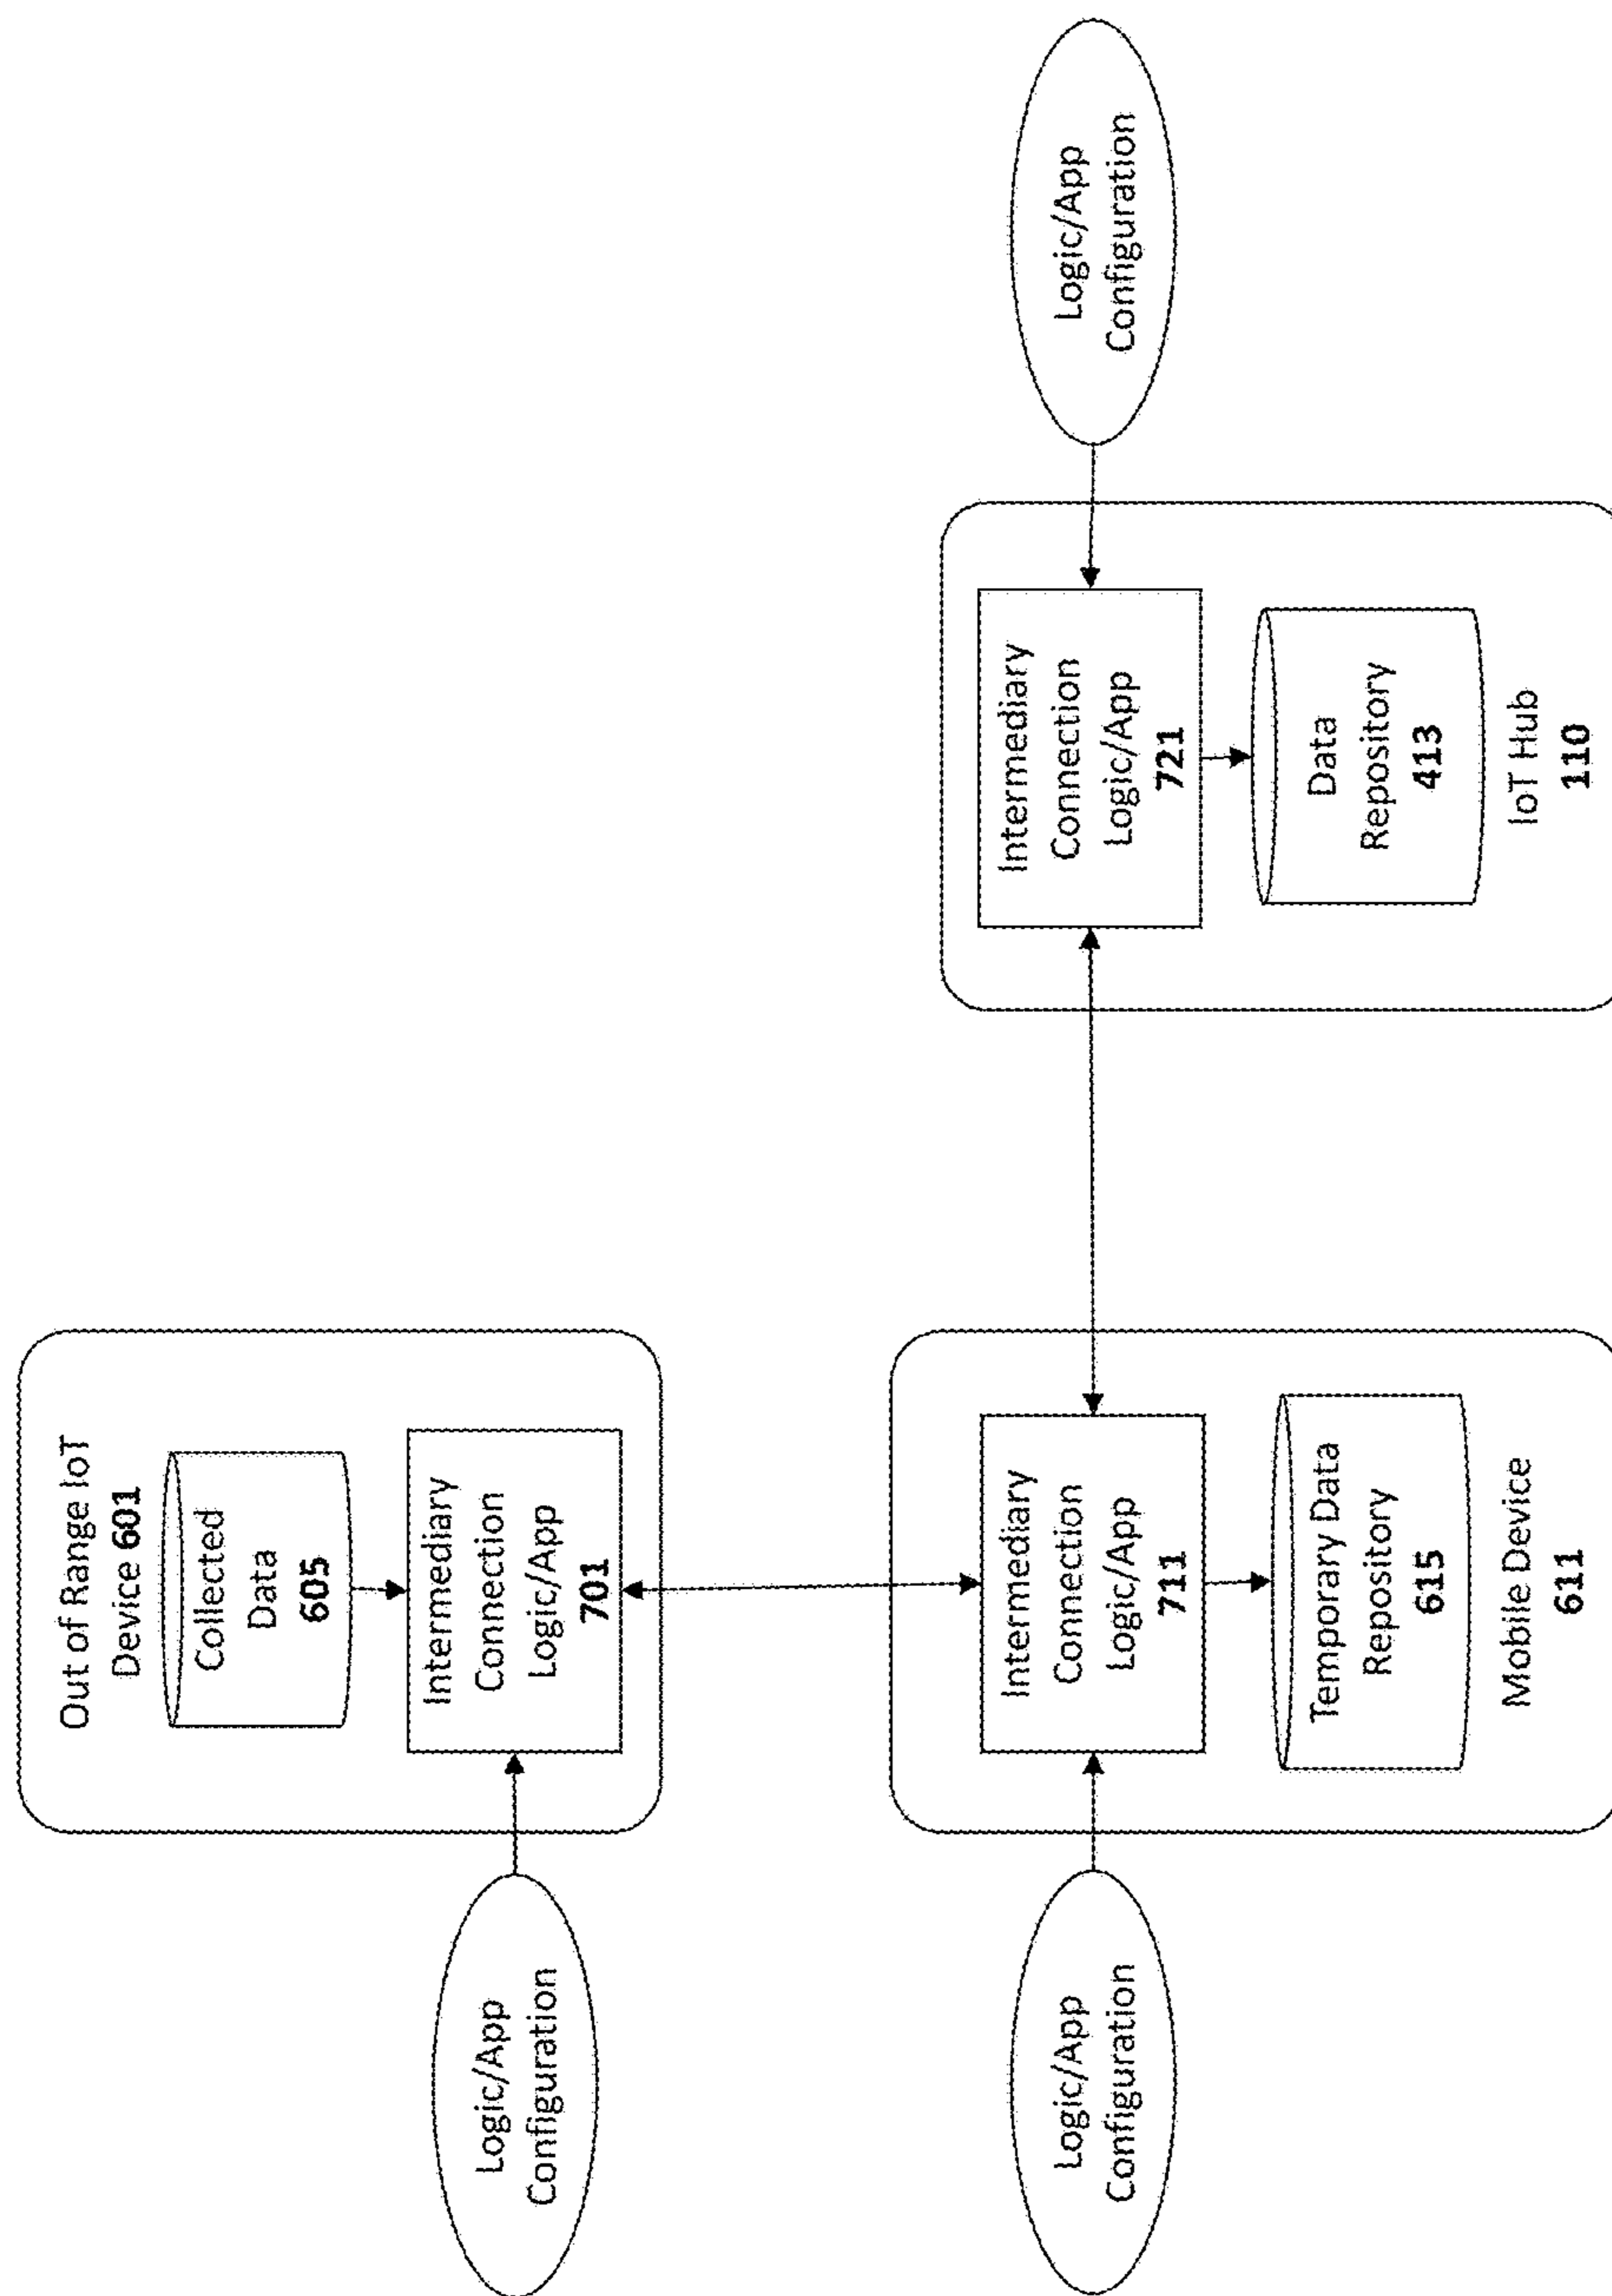 Out of Range IoT
Device 601
Collected
Data
605
Intermediary
Connection
Logic/App
701
Logic/App
Configuration
Logic/App
Configuration
Intermediary
Connection
Logic/App
711
Temporary Data
Repository
615
Mobile Device
611
Intermediary
Connection
Logic/App
721
Data
Repository
413
IoT Hub
110
Logic/App
Configuration